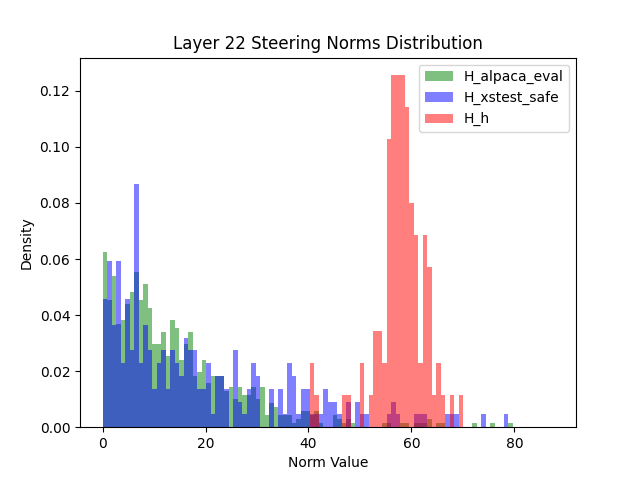 Layer 22 Steering Norms Distribution
H_alpaca_eval
H_xstest_safe
H_h
0.12
0.10
0.08
0.06
0.04
0.02
0.00
Density
0 20 40 60 80
Norm Value